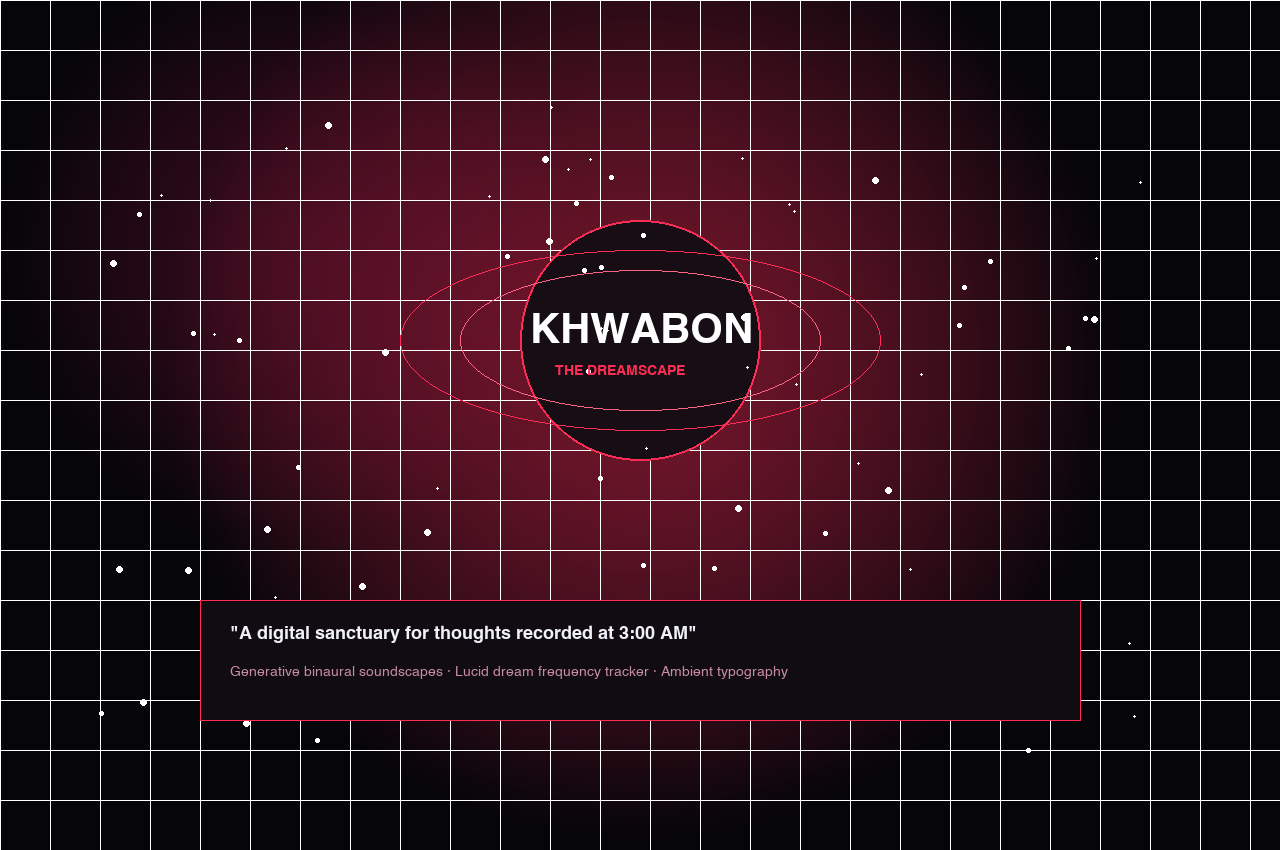 KHWABON
THE DREAMSCAPE
"A digital sanctuary for thoughts recorded at 3:00 AM"
Generative binaural soundscapes · Lucid dream frequency tracker · Ambient typography